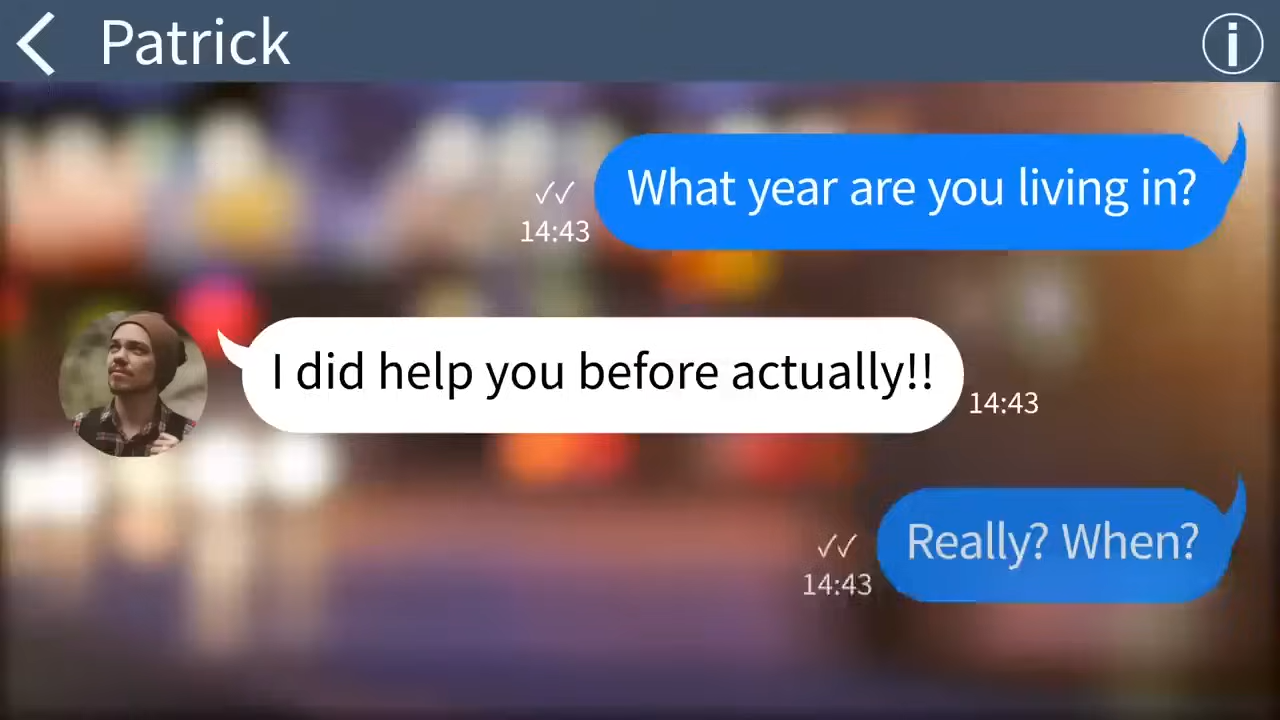 Patrick
What year are you living in?
14:43
I did help you before actually!!
14:43
Really? When?
14:43